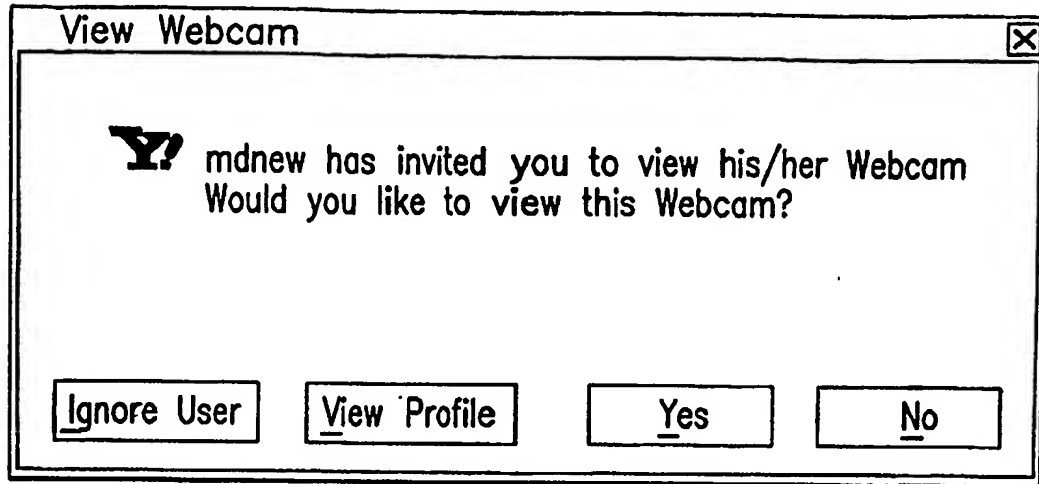 View Webcam
Y! mdnew has invited you to view his/her Webcam
Would you like to view this Webcam?
Ignore User View Profile Yes No